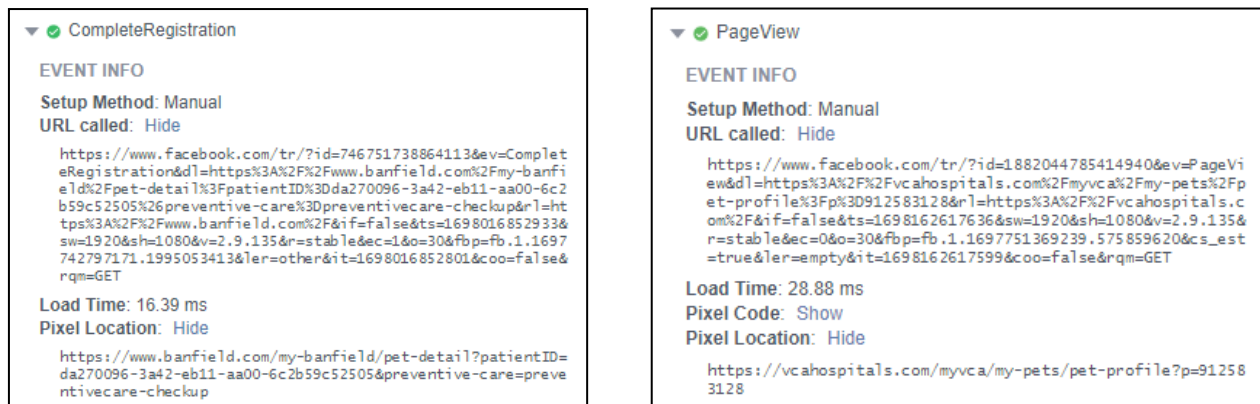 CompleteRegistration
EVENT INFO
Setup Method: Manual
URL called: Hide
https://www.facebook.com/tr/?id=746751738864113&ev=Complet
eRegistration&dl=https%3A%2F%2Fwww.banfield.com%2Fmy-banfi
eld%2Fpet-detail%3FpatientID%3Dda270096-3a42-eb11-aa00-6c2
b59c52505%26preventive-care%3Dpreventivecare-checkup&rl=ht
tps%3A%2F%2Fwww.banfield.com%2F&if=false&ts=1698016852933&
sw=1920&sh=1080&v=2.9.135&r=stable&ec=1&o=30&fbp=fb.1.1697
742797171.1995053413&ler=other&it=1698016852801&coo=false&
rqm=GET
Load Time: 16.39 ms
Pixel Location: Hide
https://www.banfield.com/my-banfield/pet-detail?patientID=
da270096-3a42-eb11-aa00-6c2b59c52505&preventive-care=preve
ntivecare-checkup
PageView
EVENT INFO
Setup Method: Manual
URL called: Hide
https://www.facebook.com/tr/?id=1882044785414940&ev=PageVi
ew&dl=https%3A%2F%2Fvcahospitals.com%2Fmyvca%2Fmy-pets%2Fp
et-profile%3Fp%3D912583128&rl=https%3A%2F%2Fvcahospitals.c
om%2F&if=false&ts=1698162617636&sw=1920&sh=1080&v=2.9.135&
r=stable&ec=0&o=30&fbp=fb.1.1697751369239.575859620&cs_est
=true&ler=empty&it=1698162617599&coo=false&rqm=GET
Load Time: 28.88 ms
Pixel Code: Show
Pixel Location: Hide
https://vcahospitals.com/myvca/my-pets/pet-profile?p=91258
3128